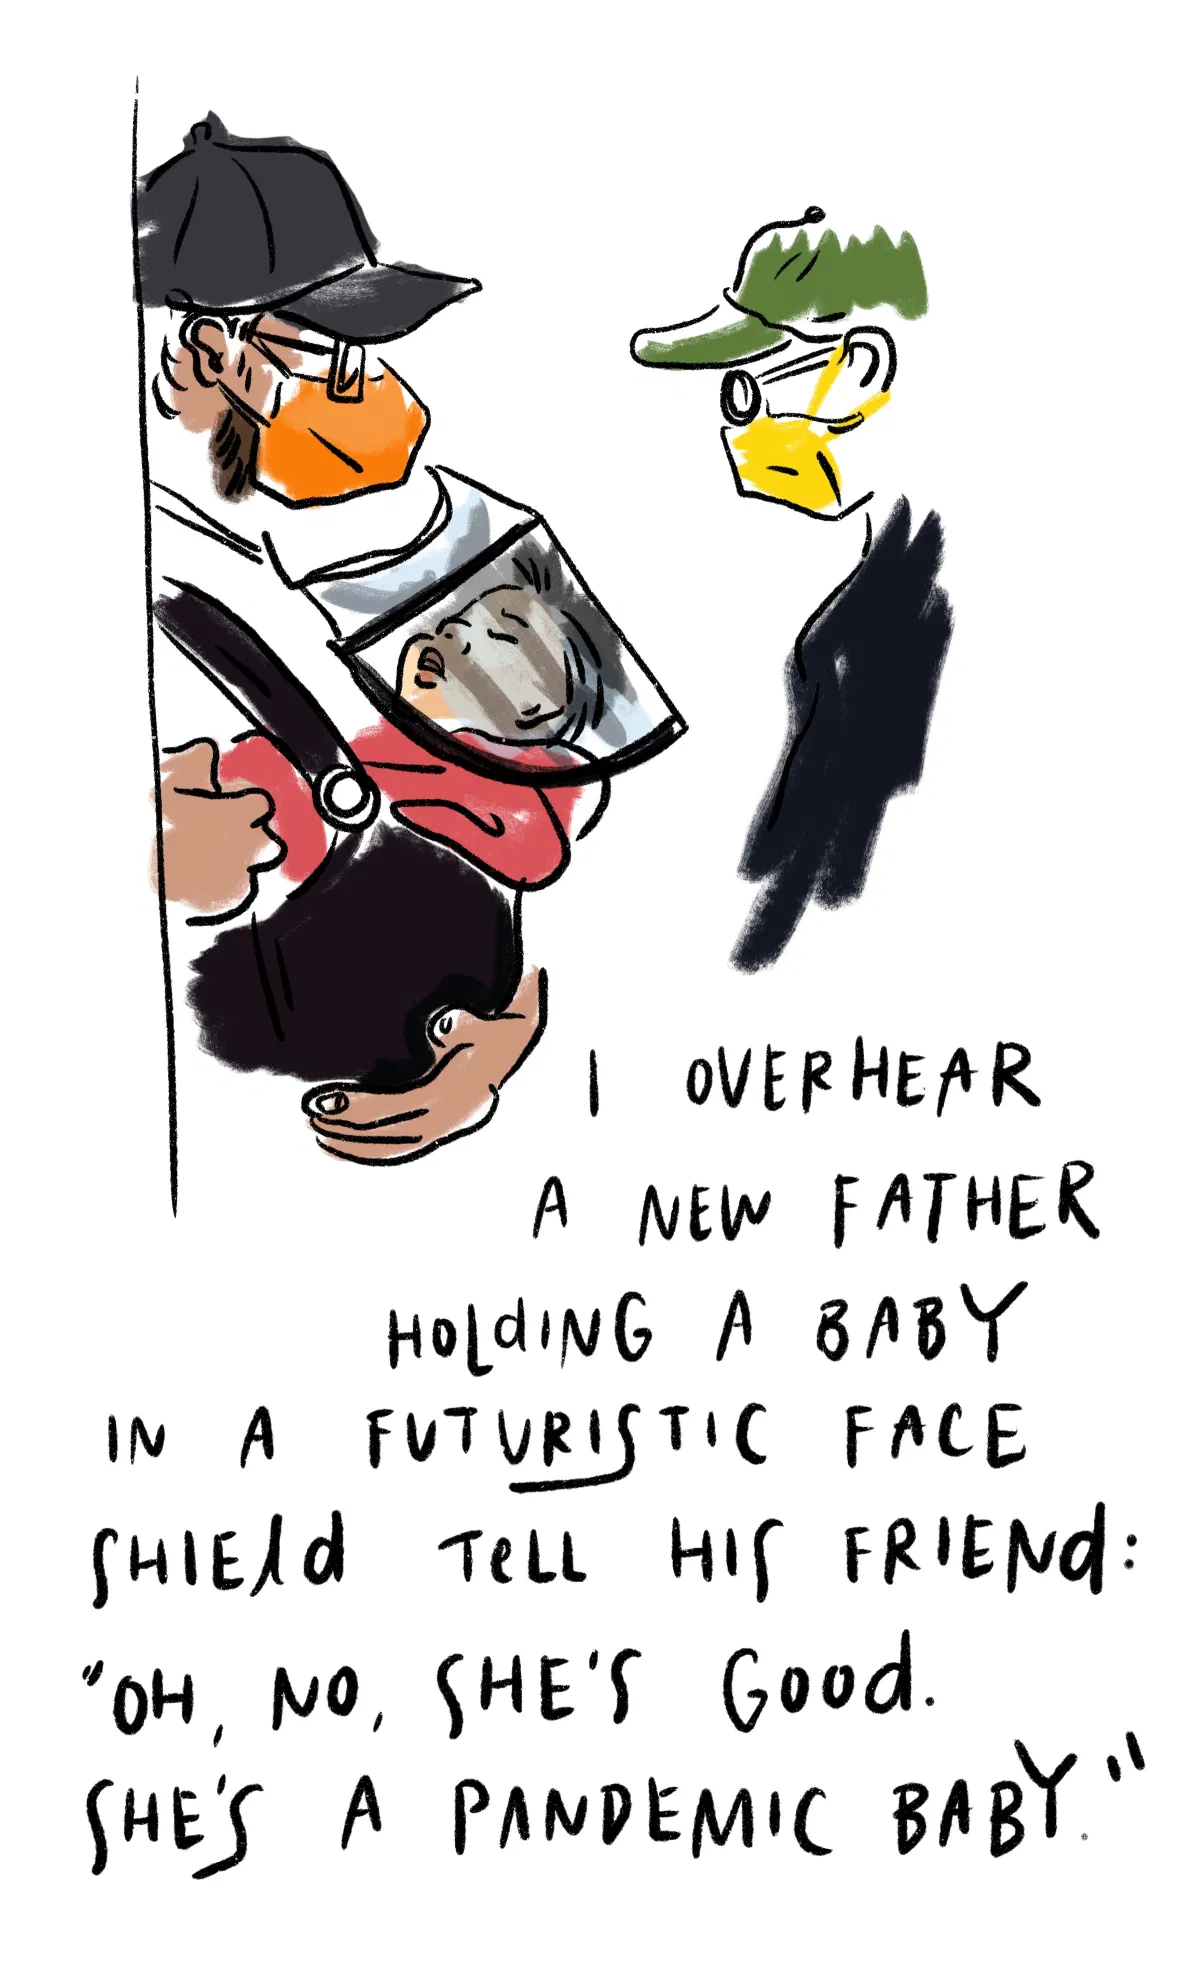 I OVERHEAR
A NEW FATHER
HOLdING A BABY
IN A FUTURISTIC FACE
SHIEld TeLL HIS FRIENd:
"OH, NO, SHE'S Good.
SHE'S A PANDEMIC BABY."